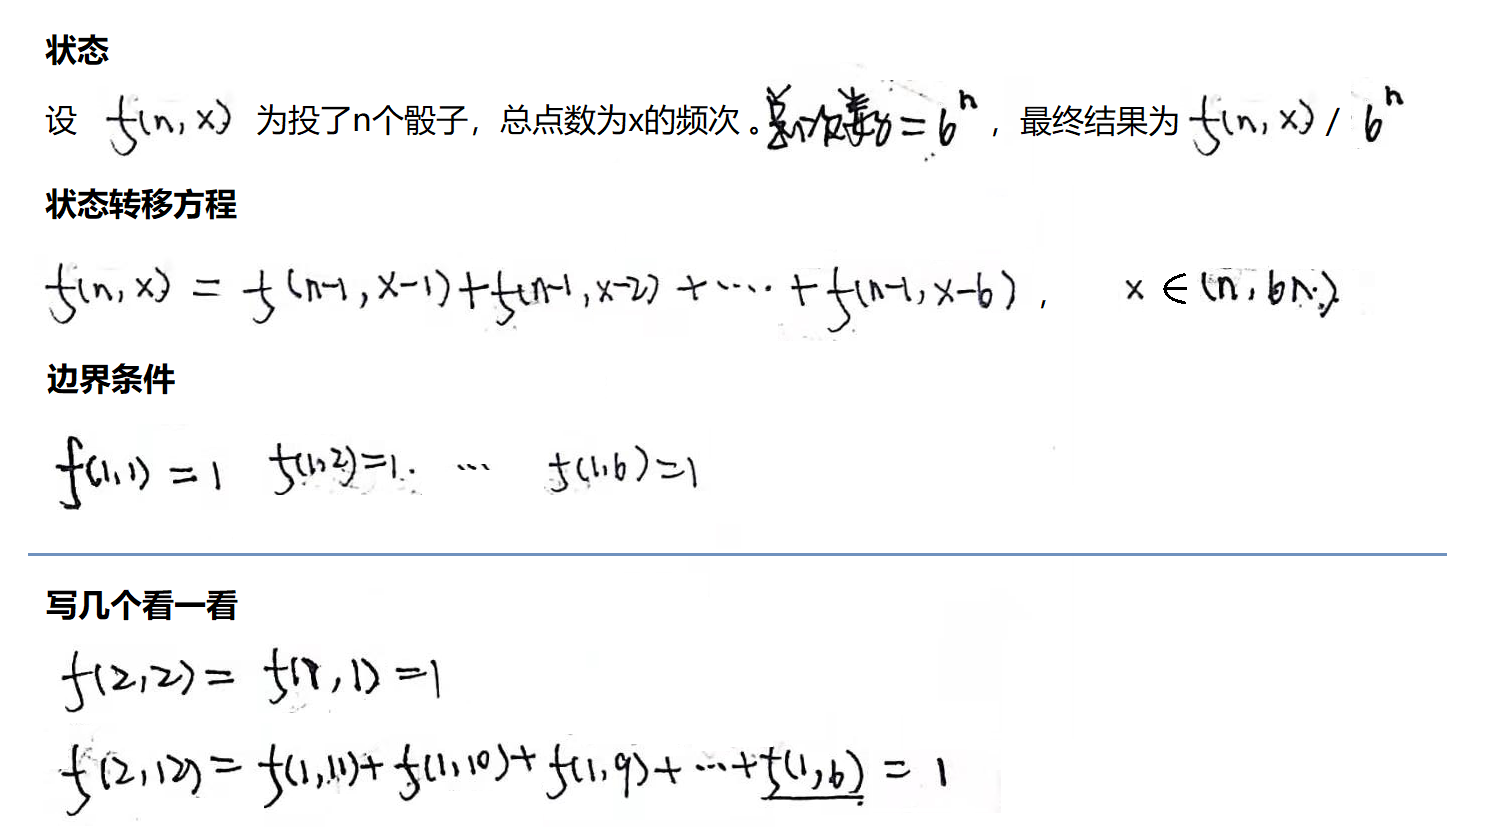 状态
设 f(n,x) 为投了n个骰子，总点数为x的频次。总次数=6^n，最终结果为 f(n,x) / 6^n
状态转移方程
f(n,x) = f(n-1,x-1)+f(n-1,x-2) +····+f(n-1,x-6), x∈(n,6n)
边界条件
f(1,1)=1 f(1,2)=1. ··· f(1,6)=1
写几个看一看
f(2,2)= f(1,1)=1
f(2,12)= f(1,11)+f(1,10)+f(1,9)+···+f(1,6) = 1